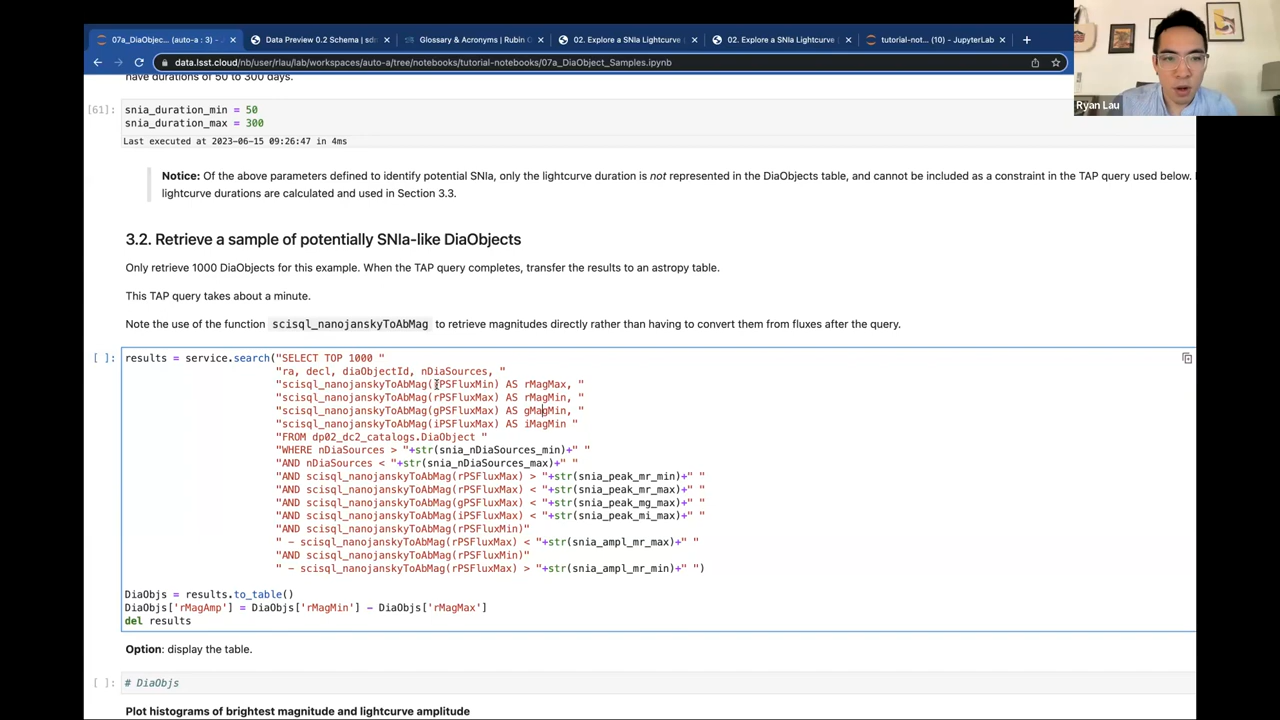 07a_DiaObjec... (auto-a : 3) -
Data Preview 0.2 Schema | sd
Glossary & Acronyms | Rubin
02. Explore a SNIa Lightcurve
02. Explore a SNIa Lightcurve
tutorial-not... (10) - JupyterLab
data.lsst.cloud/nb/user/rlau/lab/workspaces/auto-a/tree/notebooks/tutorial-notebooks/07a_DiaObject_Samples.ipynb
Ryan Lau
have durations of 50 to 300 days.
[61]: snia_duration_min = 50
snia_duration_max = 300
Last executed at 2023-06-15 09:26:47 in 4ms
Notice: Of the above parameters defined to identify potential SNIa, only the lightcurve duration is not represented in the DiaObjects table, and cannot be included as a constraint in the TAP query used below.
lightcurve durations are calculated and used in Section 3.3.
3.2. Retrieve a sample of potentially SNIa-like DiaObjects
Only retrieve 1000 DiaObjects for this example. When the TAP query completes, transfer the results to an astropy table.
This TAP query takes about a minute.
Note the use of the function scisql_nanojanskyToAbMag to retrieve magnitudes directly rather than having to convert them from fluxes after the query.
[ ]: results = service.search("SELECT TOP 1000 "
"ra, decl, diaObjectId, nDiaSources, "
"scisql_nanojanskyToAbMag(rPSFluxMin) AS rMagMax, "
"scisql_nanojanskyToAbMag(rPSFluxMax) AS rMagMin, "
"scisql_nanojanskyToAbMag(gPSFluxMax) AS gMagMin, "
"scisql_nanojanskyToAbMag(iPSFluxMax) AS iMagMin "
"FROM dp02_dc2_catalogs.DiaObject "
"WHERE nDiaSources > "+str(snia_nDiaSources_min)+" "
"AND nDiaSources < "+str(snia_nDiaSources_max)+" "
"AND scisql_nanojanskyToAbMag(rPSFluxMax) > "+str(snia_peak_mr_min)+" "
"AND scisql_nanojanskyToAbMag(rPSFluxMax) < "+str(snia_peak_mr_max)+" "
"AND scisql_nanojanskyToAbMag(gPSFluxMax) < "+str(snia_peak_mg_max)+" "
"AND scisql_nanojanskyToAbMag(iPSFluxMax) < "+str(snia_peak_mi_max)+" "
"AND scisql_nanojanskyToAbMag(rPSFluxMin)"
" - scisql_nanojanskyToAbMag(rPSFluxMax) < "+str(snia_ampl_mr_max)+" "
"AND scisql_nanojanskyToAbMag(rPSFluxMin)"
" - scisql_nanojanskyToAbMag(rPSFluxMax) > "+str(snia_ampl_mr_min)+" ")
DiaObjs = results.to_table()
DiaObjs['rMagAmp'] = DiaObjs['rMagMin'] - DiaObjs['rMagMax']
del results
Option: display the table.
[ ]: # DiaObjs
Plot histograms of brightest magnitude and lightcurve amplitude